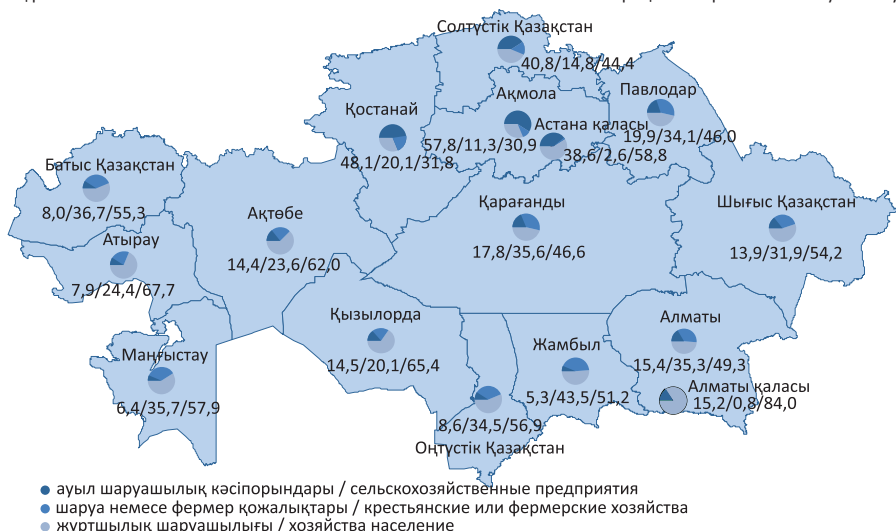 Солтүстік Қазақстан
40,8/14,8/44,4
Павлодар
19,9/34,1/46,0
Ақмола
57,8/11,3/30,9
Астана қаласы
38,6/2,6/58,8
Қостанай
48,1/20,1/31,8
Батыс Қазақстан
8,0/36,7/55,3
Ақтөбе
14,4/23,6/62,0
Қарағанды
17,8/35,6/46,6
Шығыс Қазақстан
13,9/31,9/54,2
Атырау
7,9/24,4/67,7
Қызылорда
14,5/20,1/65,4
Алматы
15,4/35,3/49,3
Жамбыл
5,3/43,5/51,2
Маңғыстау
6,4/35,7/57,9
Алматы қаласы
15,2/0,8/84,0
8,6/34,5/56,9
Оңтүстік Қазақстан
ауыл шаруашылық кәсіпорындары / сельскохозяйственные предприятия
шаруа немесе фермер қожалықтары / крестьянские или фермерские хозяйства
жұртшылық шаруашылығы / хозяйства население